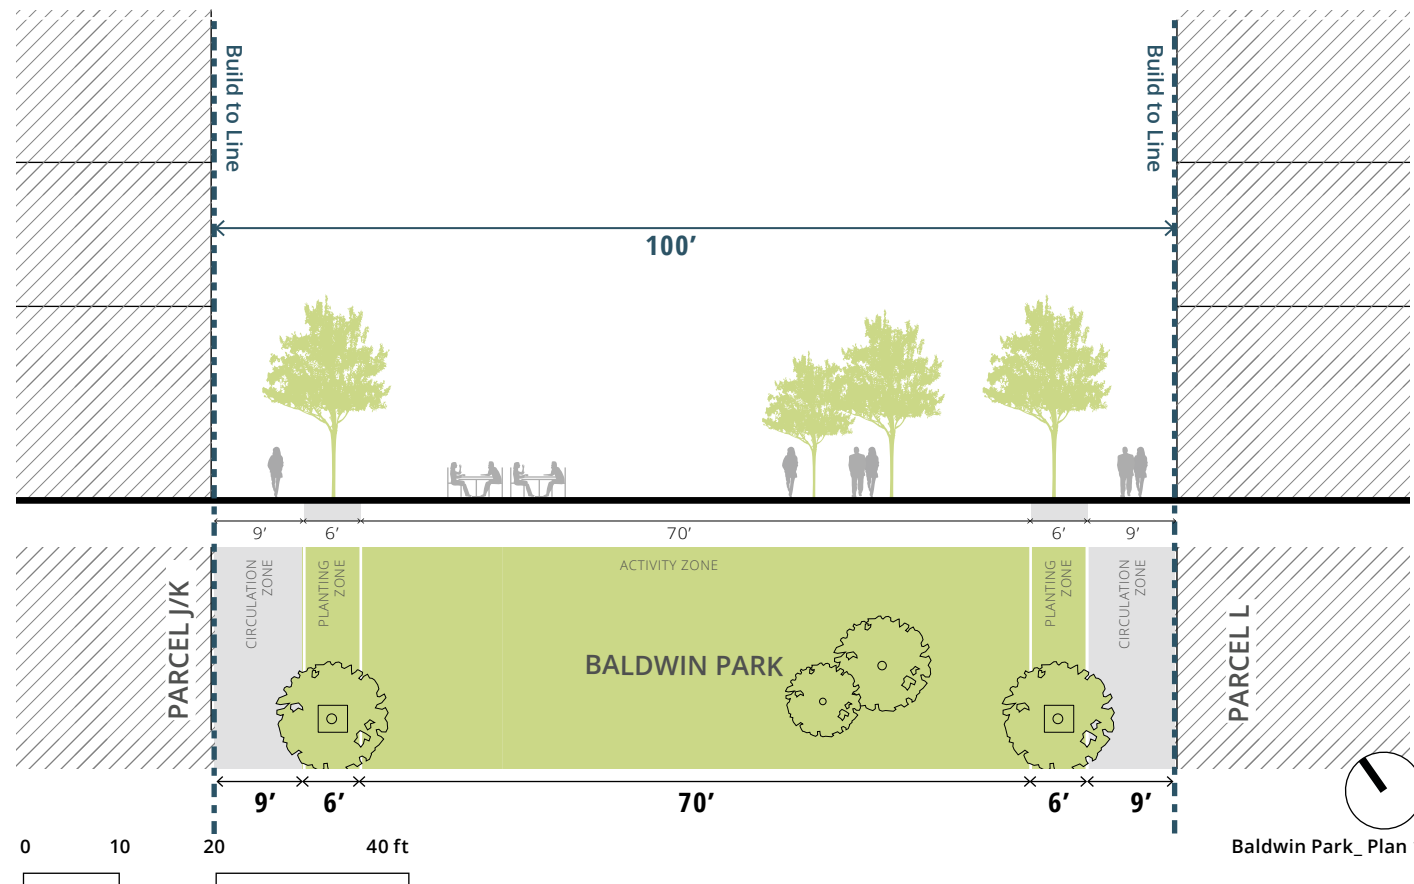 Build to Line
Build to Line
100’
9’
6’
70’
6’
9’
CIRCULATION
ZONE
PLANTING
ZONE
ACTIVITY ZONE
PLANTING
ZONE
CIRCULATION
ZONE
PARCEL J/K
BALDWIN PARK
PARCEL L
9’
6’
70’
6’
9’
0
10
20
40 ft
Baldwin Park_ Plan